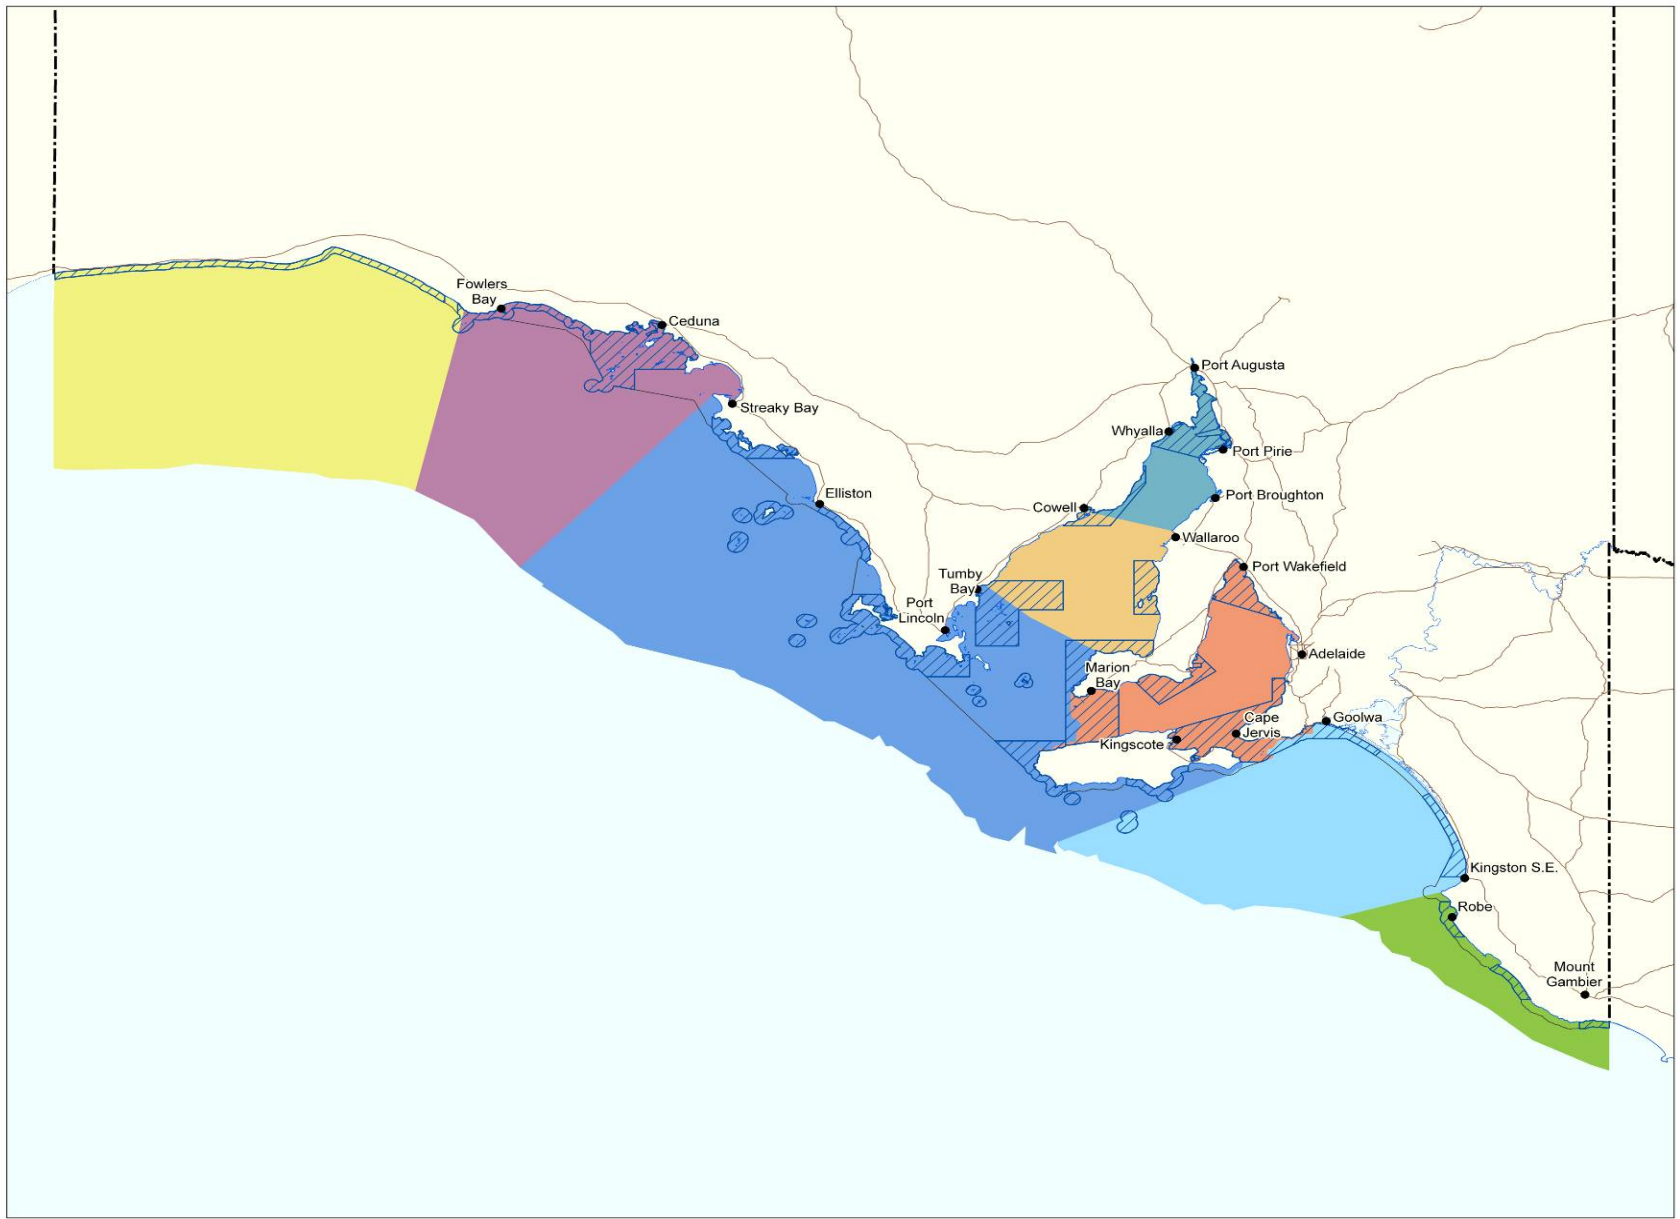 Fowlers
Bay
Ceduna
Port Augusta
Streaky Bay
Whyalla
Port Pirie
Elliston
Port Broughton
Cowell
Wallaroo
Port Wakefield
Tumby
Bay
Port
Lincoln
Adelaide
Marion
Bay
Cape
Jervis
Goolwa
Kingscote
Kingston S.E.
Robe
Mount
Gambier